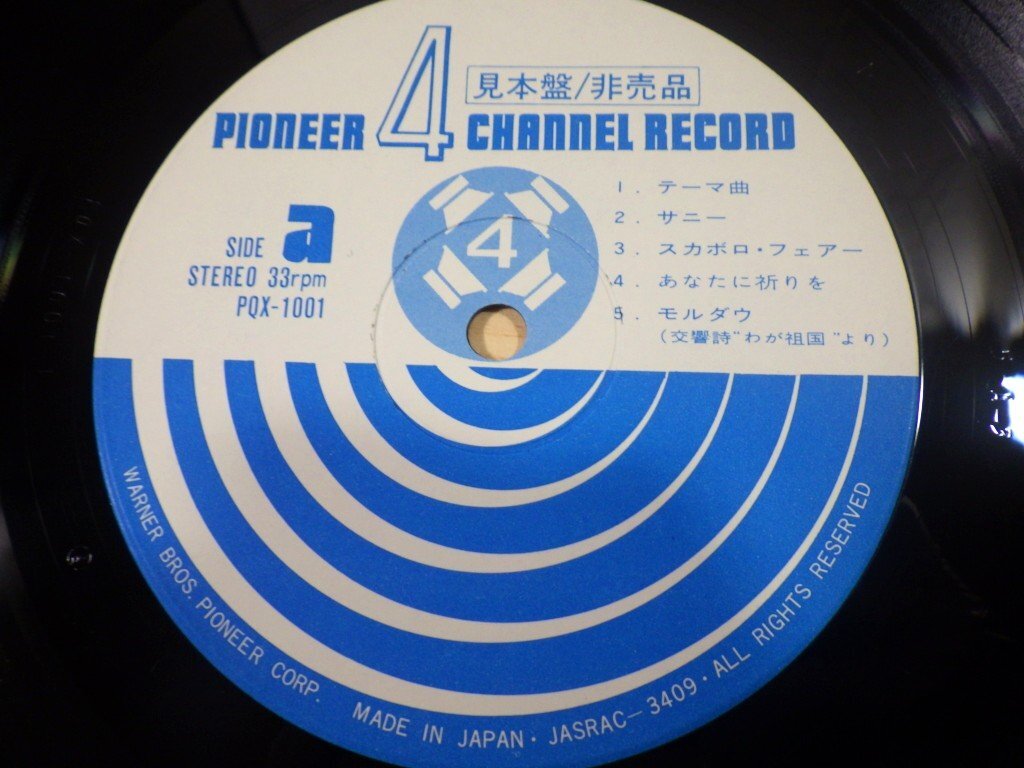 見本盤/非売品
PIONEER 4 CHANNEL RECORD
SIDE a
STEREO 33rpm
PQX-1001
4
1. テーマ曲
2. サニー
3. スカボロ・フェアー
4. あなたに祈りを
5. モルダウ
(交響詩"わが祖国"より)
WARNER BROS. PIONEER CORP. MADE IN JAPAN・JASRAC-3409・ALL RIGHTS RESERVED